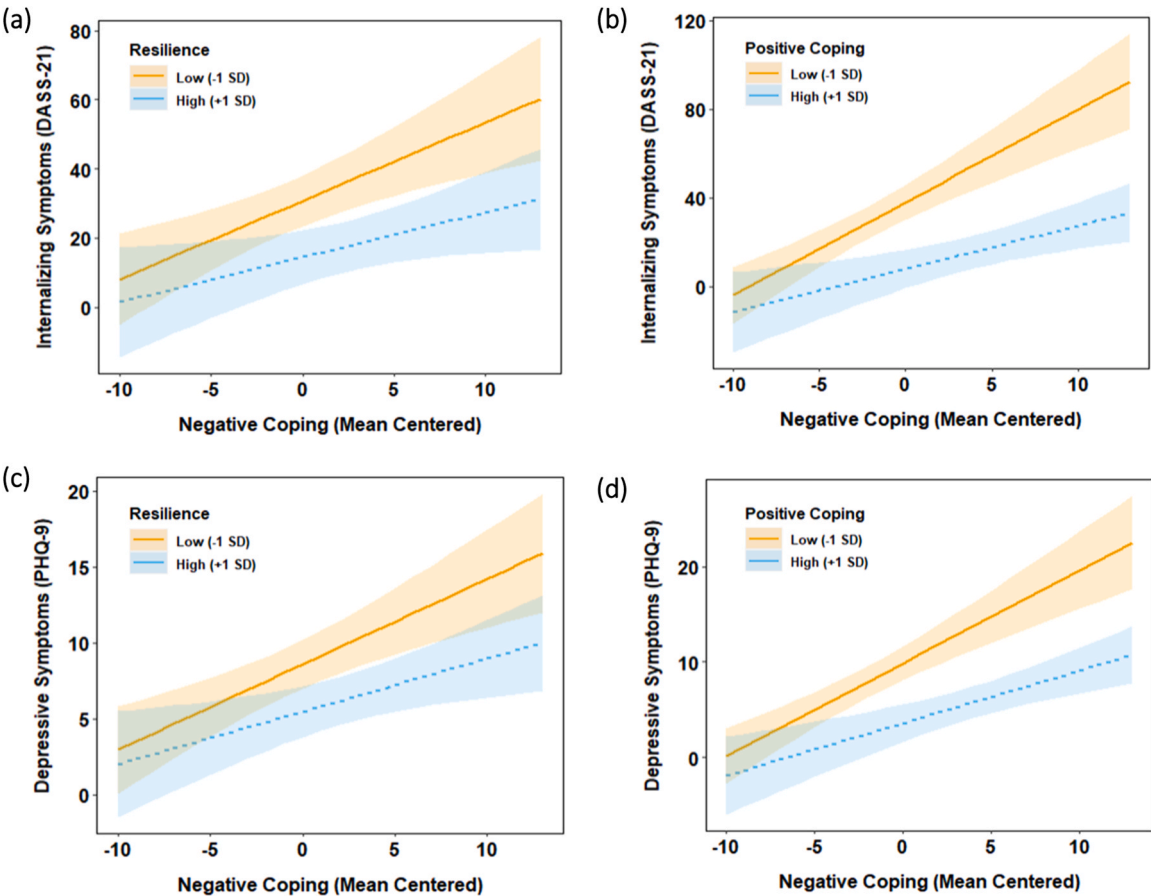 (a)
Internalizing Symptoms (DASS-21)
80
60
40
20
0
Resilience
Low (-1 SD)
High (+1 SD)
-10
-5
0
5
10
Negative Coping (Mean Centered)
(b)
Internalizing Symptoms (DASS-21)
120
80
40
0
Positive Coping
Low (-1 SD)
High (+1 SD)
-10
-5
0
5
10
Negative Coping (Mean Centered)
(c)
Depressive Symptoms (PHQ-9)
20
15
10
5
0
Resilience
Low (-1 SD)
High (+1 SD)
-10
-5
0
5
10
Negative Coping (Mean Centered)
(d)
Depressive Symptoms (PHQ-9)
20
10
0
Positive Coping
Low (-1 SD)
High (+1 SD)
-10
-5
0
5
10
Negative Coping (Mean Centered)